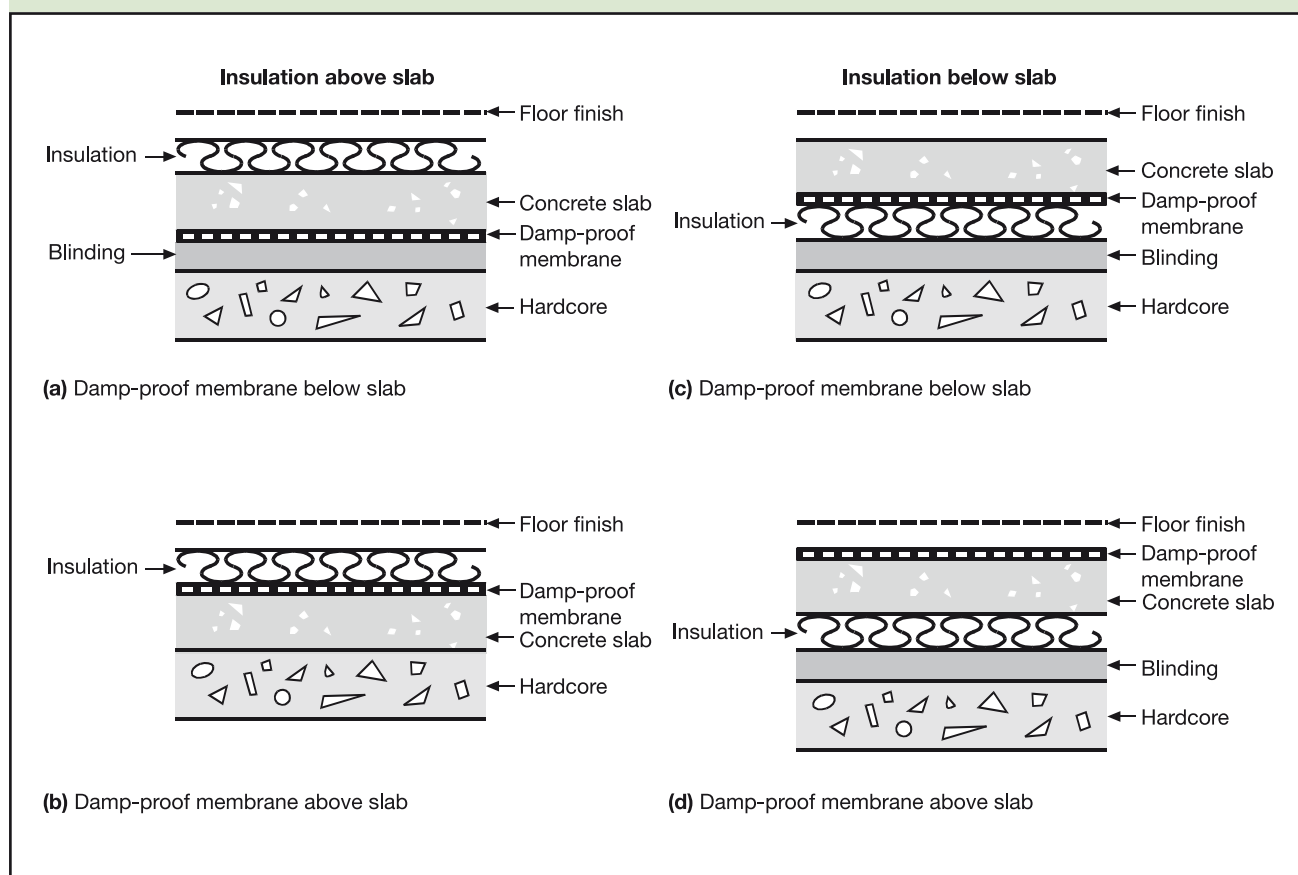 Insulation above slab
Floor finish
Insulation
Concrete slab
Damp-proof
membrane
Blinding
Hardcore
(a) Damp-proof membrane below slab
Insulation below slab
Floor finish
Concrete slab
Damp-proof
membrane
Insulation
Blinding
Hardcore
(c) Damp-proof membrane below slab
Floor finish
Insulation
Damp-proof
membrane
Concrete slab
Hardcore
(b) Damp-proof membrane above slab
Floor finish
Damp-proof
membrane
Concrete slab
Insulation
Blinding
Hardcore
(d) Damp-proof membrane above slab